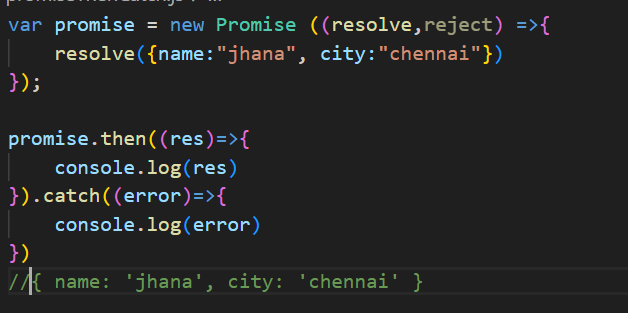 var promise = new Promise ((resolve,reject) =>{
    resolve({name:"jhana", city:"chennai"})
});

promise.then((res)=>{
    console.log(res)
}).catch((error)=>{
    console.log(error)
})
//{ name: 'jhana', city: 'chennai' }